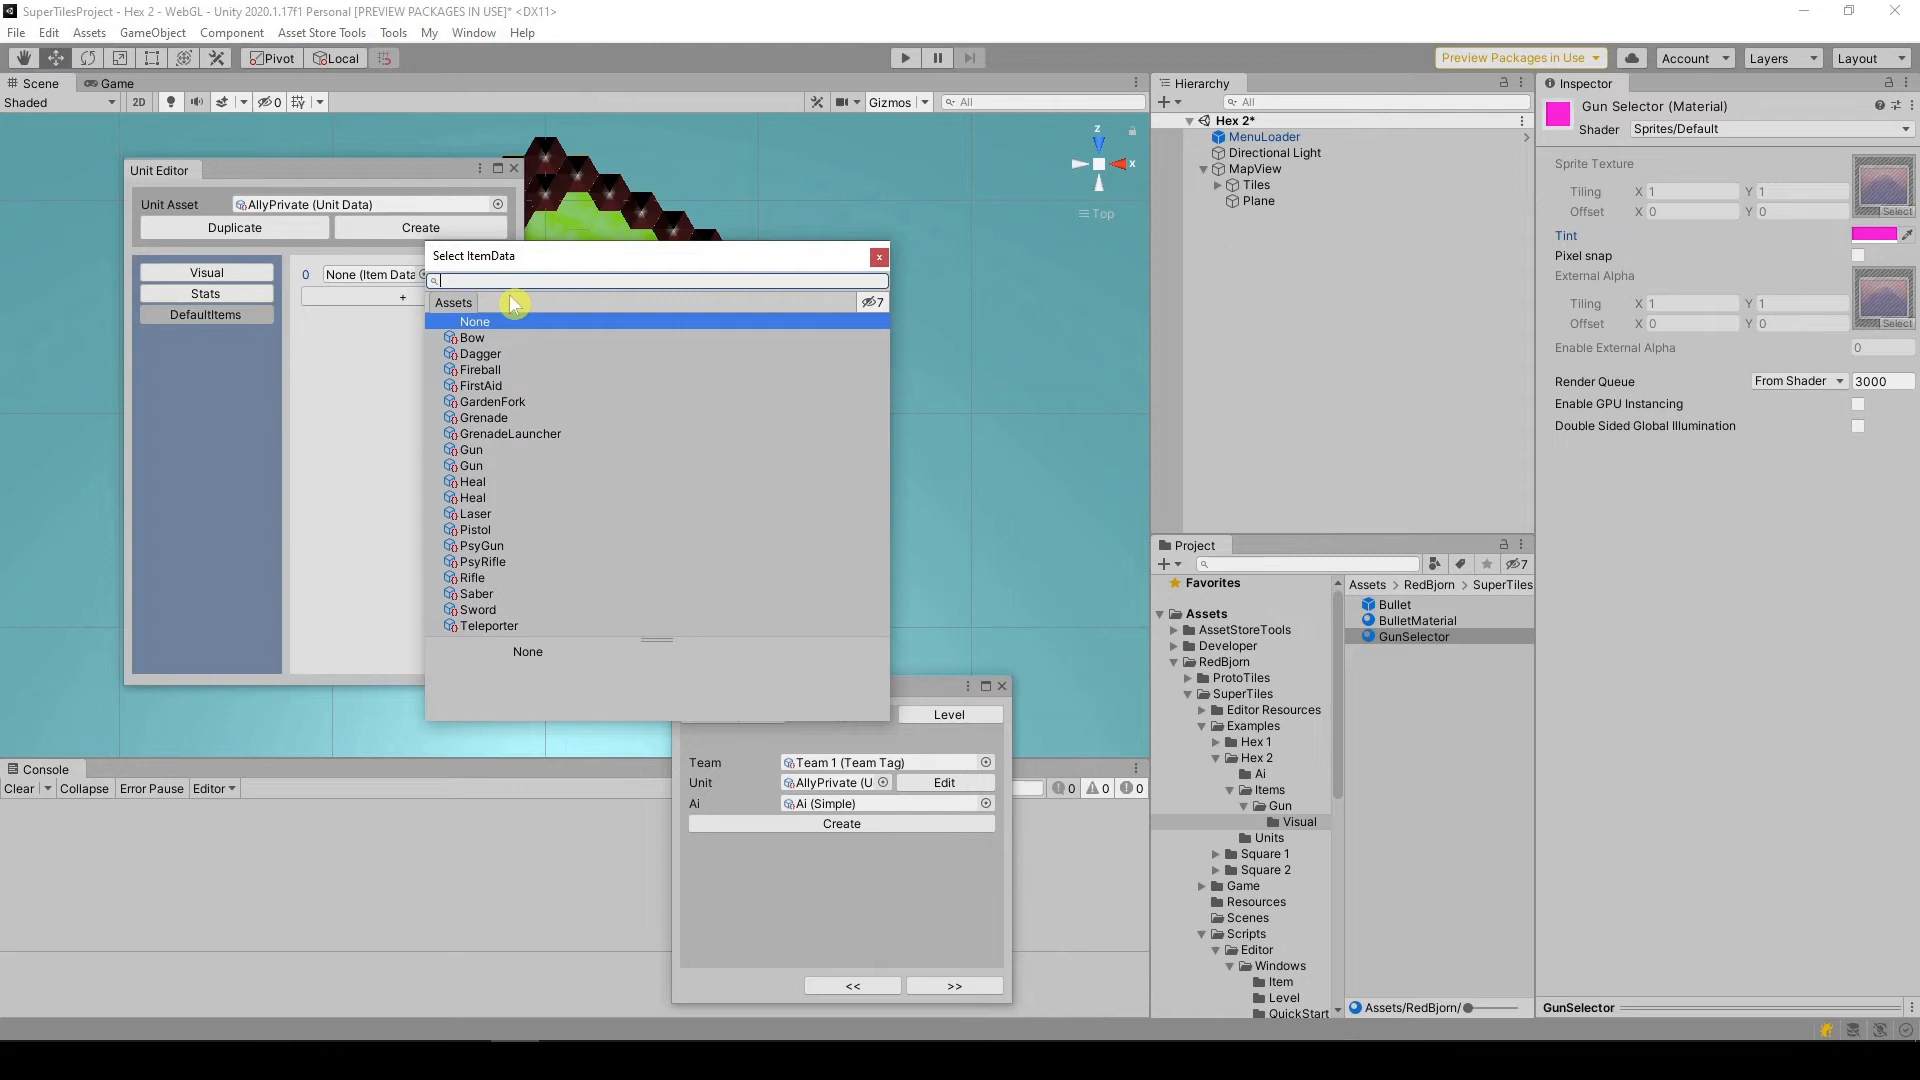 SuperTilesProject - Hex 2 - WebGL - Unity 2020.1.17f1 Personal [PREVIEW PACKAGES IN USE]* <DX11>
File Edit Assets GameObject Component Asset Store Tools Tools My Window Help
Pivot Local Preview Packages in Use Account Layers Layout
Scene Game
Shaded 2D 0 Gizmos All
z
x
Top
Unit Editor
Unit Asset AllyPrivate (Unit Data)
Duplicate Create
Visual
Stats
DefaultItems
0 None (Item Data
+
Select ItemData
x
Assets 7
None
Bow
Dagger
Fireball
FirstAid
GardenFork
Grenade
GrenadeLauncher
Gun
Gun
Heal
Heal
Laser
Pistol
PsyGun
PsyRifle
Rifle
Saber
Sword
Teleporter
None
Level
Team Team 1 (Team Tag)
Unit AllyPrivate (U Edit
Ai Ai (Simple)
Create
<< >>
Console
Clear Collapse Error Pause Editor 0 0 0
Hierarchy
All
Hex 2*
MenuLoader
Directional Light
MapView
Tiles
Plane
Project
7
Favorites
Assets
AssetStoreTools
Developer
RedBjorn
ProtoTiles
SuperTiles
Editor Resources
Examples
Hex 1
Hex 2
Ai
Items
Gun
Visual
Units
Square 1
Square 2
Game
Resources
Scenes
Scripts
Editor
Windows
Item
Level
QuickStart
Assets > RedBjorn > SuperTiles
Bullet
BulletMaterial
GunSelector
Assets/RedBjorn/
Inspector
Gun Selector (Material)
Shader Sprites/Default
Sprite Texture
Tiling X 1 Y 1
Offset X 0 Y 0
Select
Tint
Pixel snap
External Alpha
Tiling X 1 Y 1
Offset X 0 Y 0
Select
Enable External Alpha 0
Render Queue From Shader 3000
Enable GPU Instancing
Double Sided Global Illumination
GunSelector